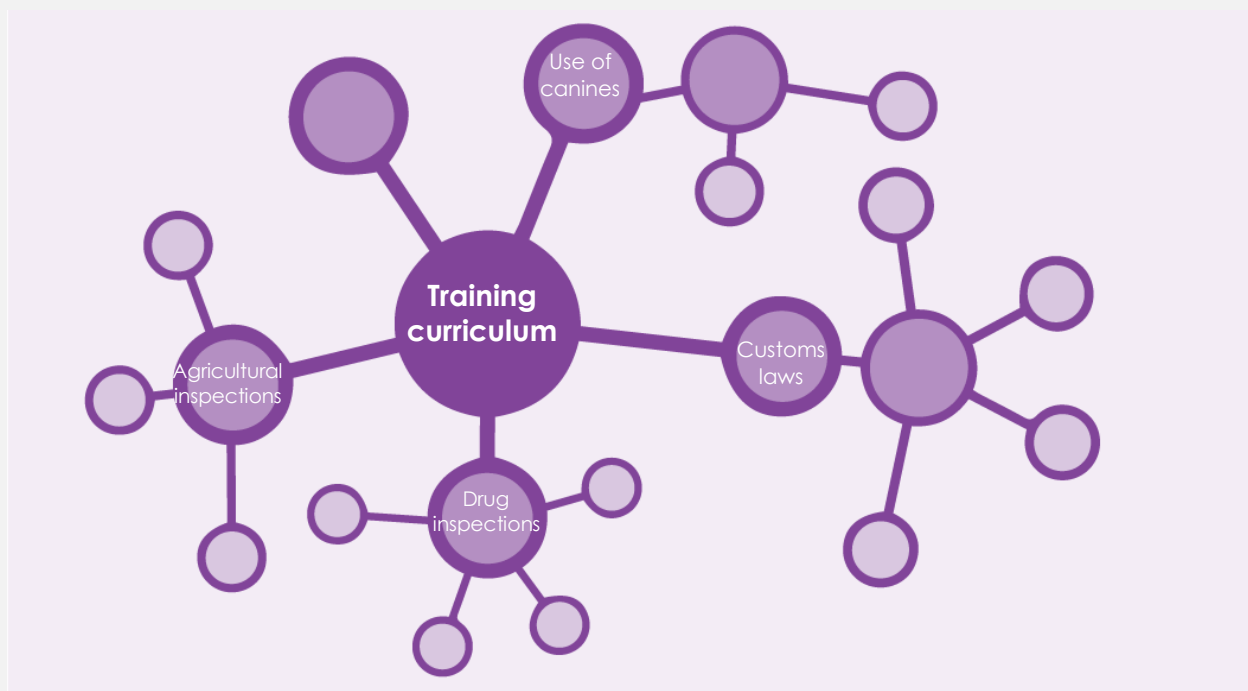 Use of
canines
Training
curriculum
Customs
laws
Agricultural
inspections
Drug
inspections